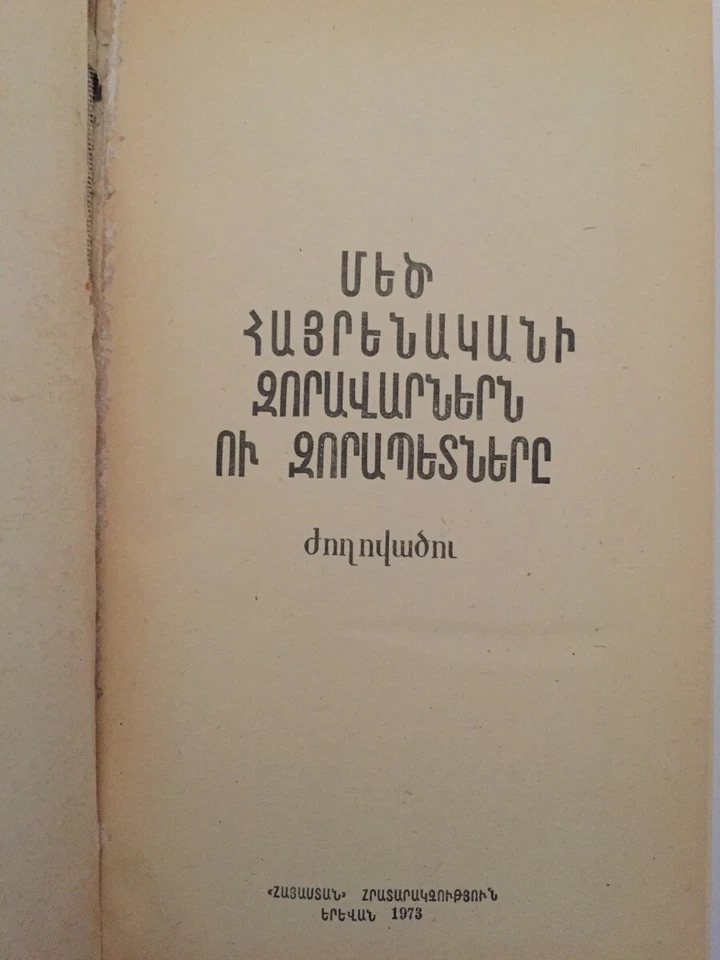 ՄԵԾ
ՀԱՅՐԵՆԱԿԱՆԻ
ԶՈՐԱՎԱՐՆԵՐՆ
ՈՒ ԶՈՐԱՊԵՏՆԵՐԸ
Ժողովածու
«ՀԱՅԱՍՏԱՆ» ՀՐԱՏԱՐԱԿՉՈՒԹՅՈՒՆ
ԵՐԵՎԱՆ 1973